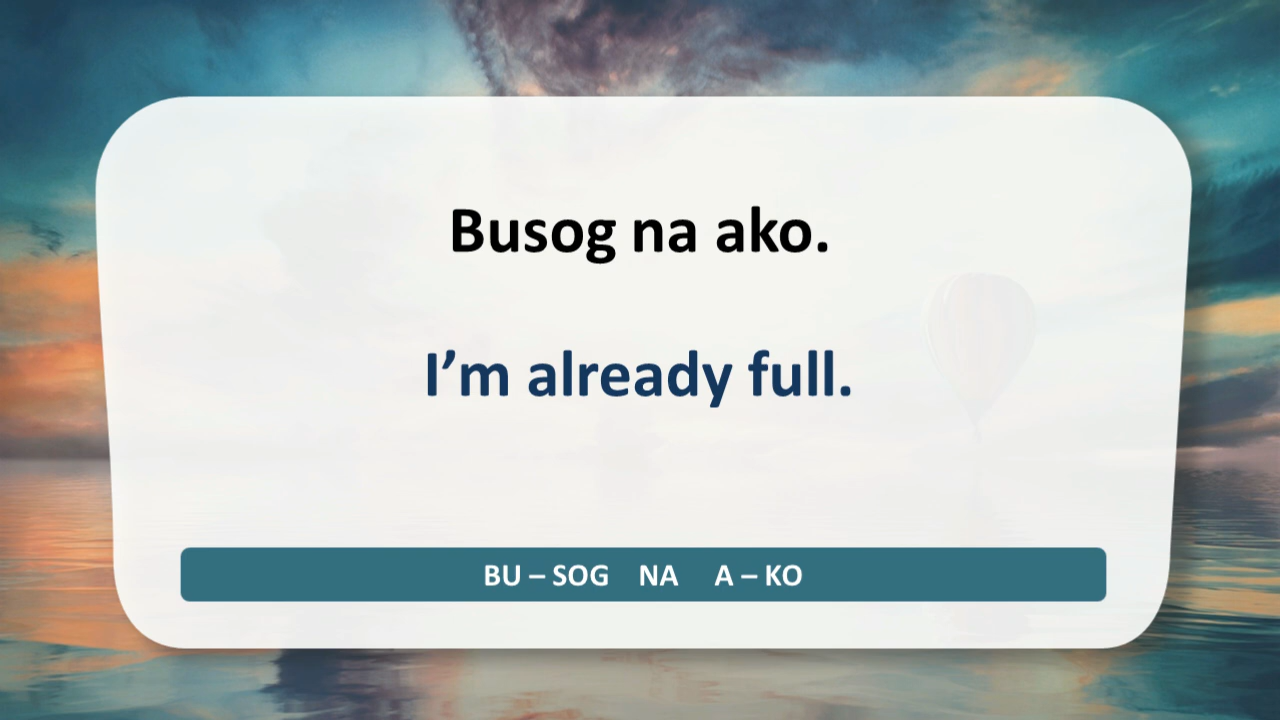 Busog na ako.
I’m already full.
BU – SOG NA A – KO